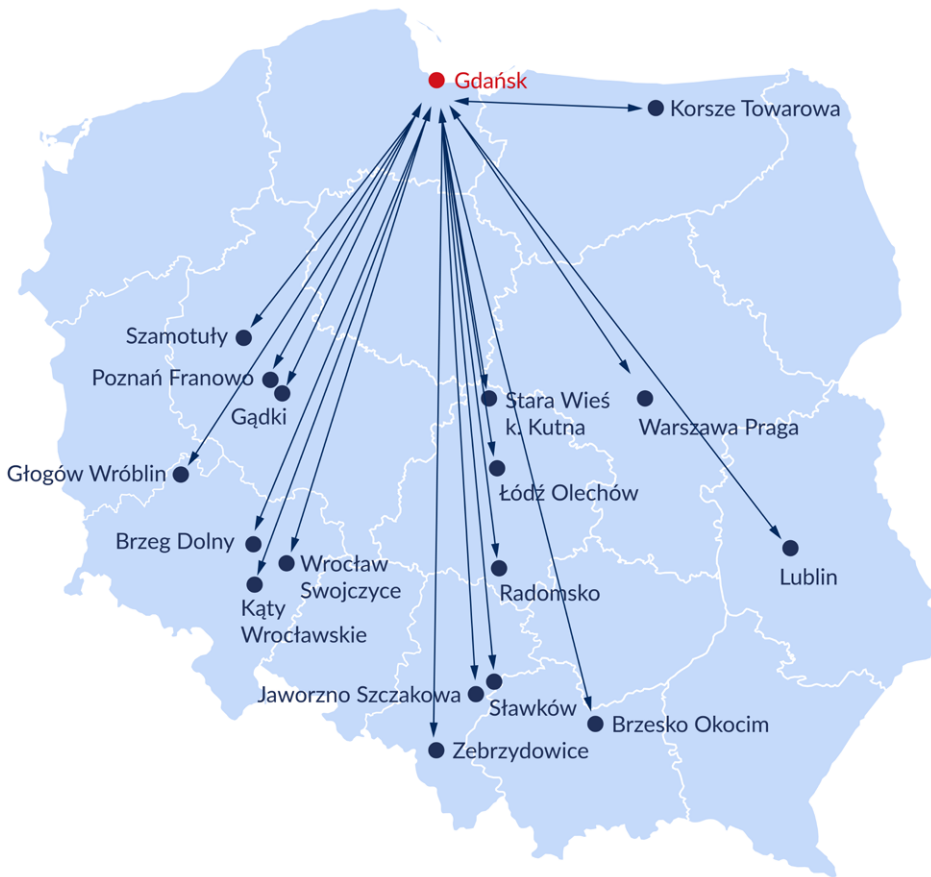 Gdańsk
Korsze Towarowa
Szamotuły
Poznań Franowo
Gądki
Stara Wieś
k. Kutna
Warszawa Praga
Głogów Wróblin
Łódź Olechów
Brzeg Dolny
Wrocław
Swojczyce
Lublin
Radomsko
Kąty
Wrocławskie
Jaworzno Szczakowa
Sławków
Brzesko Okocim
Zebrzydowice